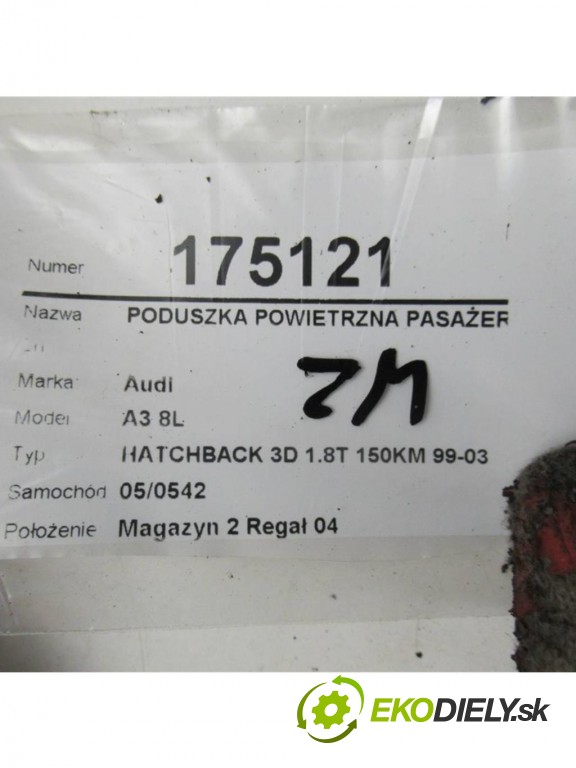 Numer 175121
Nazwa PODUSZKA POWIETRZNA PASAŻER
Marka: Audi
Model A3 8L
Typ HATCHBACK 3D 1.8T 150KM 99-03
Samochód 05/0542
Położenie Magazyn 2 Regał 04
EKODIELY.sk